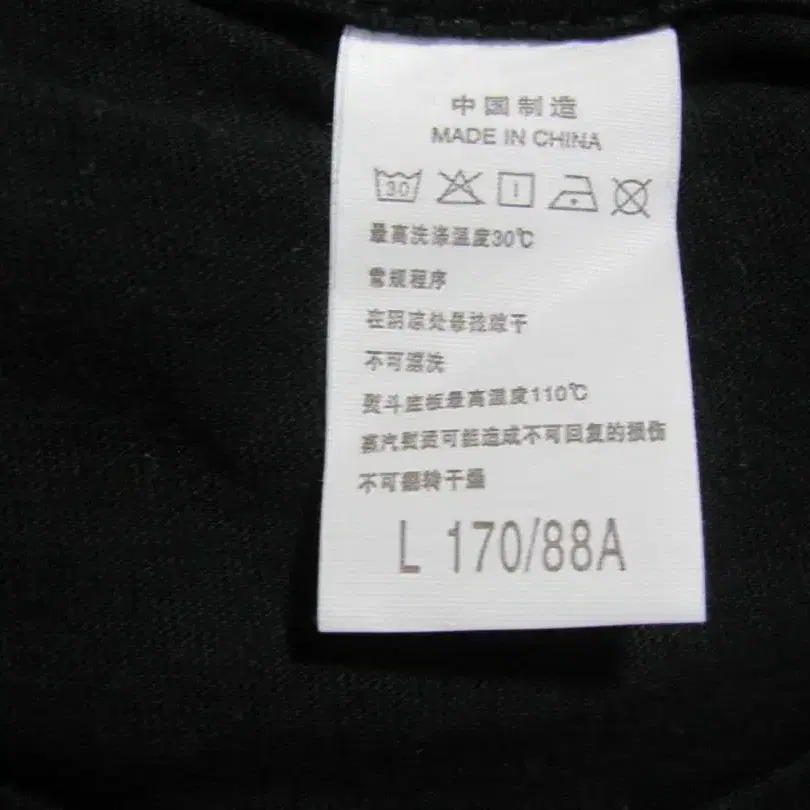 中国制造
MADE IN CHINA
30
最高洗涤温度30℃
常规程序
在阴凉处悬挂晾干
不可漂洗
熨斗底板最高温度110℃
蒸汽熨烫可能造成不可回复的损伤
不可翻转干燥
L 170/88A